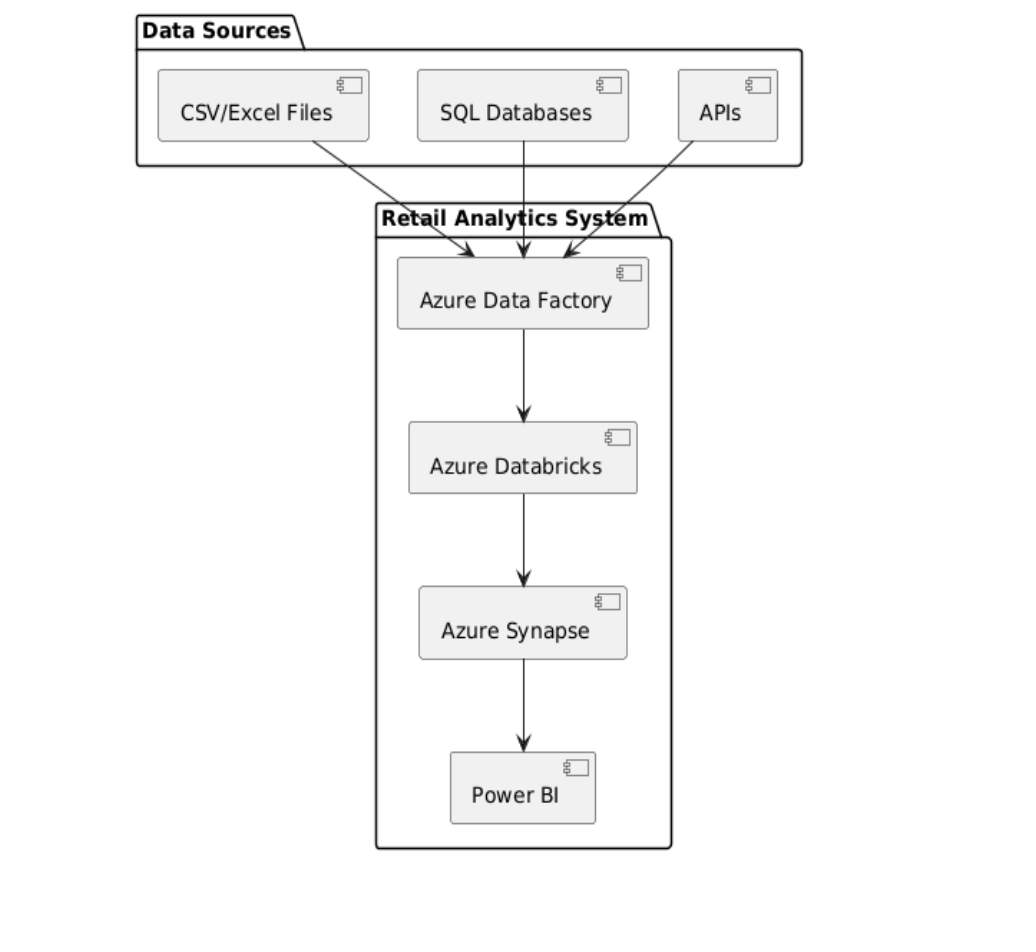 Data Sources
CSV/Excel Files
SQL Databases
APIs
Retail Analytics System
Azure Data Factory
Azure Databricks
Azure Synapse
Power BI